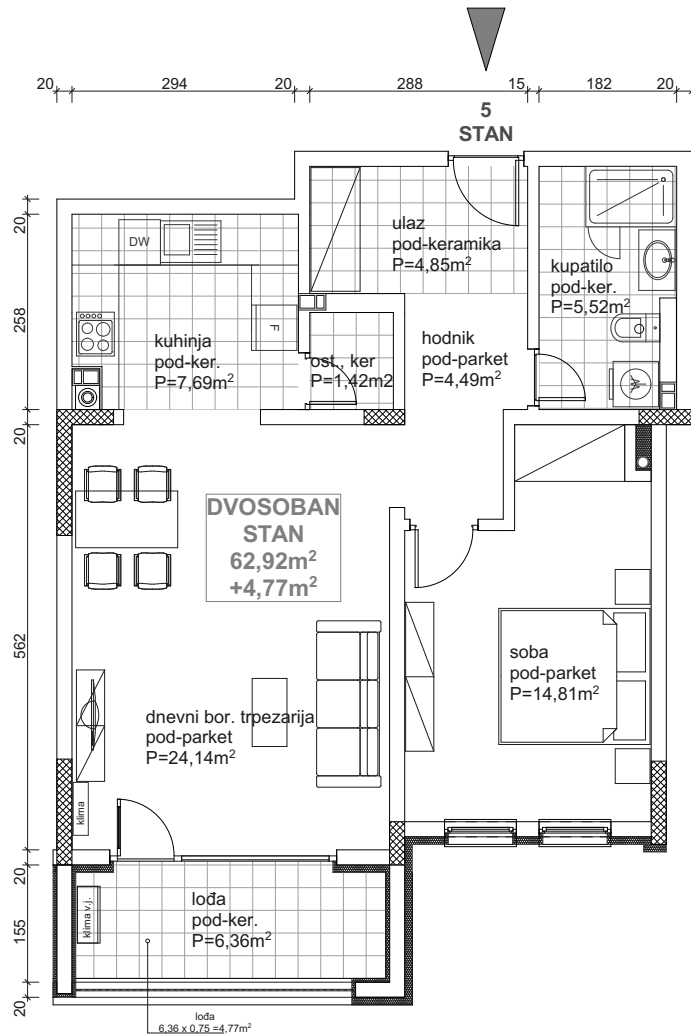 20 294 20 288 15 182 20
5
STAN
20
258
20
562
20
155
20
DW
F
ulaz
pod-keramika
P=4,85m²
kupatilo
pod-ker.
P=5,52m²
kuhinja
pod-ker.
P=7,69m²
ost., ker
P=1,42m2
hodnik
pod-parket
P=4,49m²
DVOSOBAN
STAN
62,92m²
+4,77m²
soba
pod-parket
P=14,81m²
dnevni bor. trpezarija
pod-parket
P=24,14m²
klima
klima v.j.
lođa
pod-ker.
P=6,36m²
lođa
6,36 x 0,75 =4,77m²